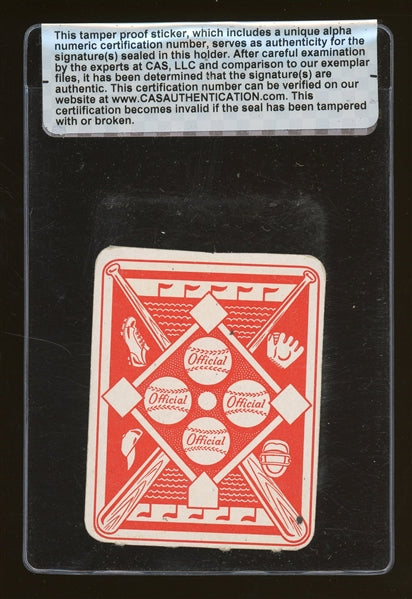 This tamper proof sticker, which includes a unique alpha
numeric certification number, serves as authenticity for the
signature(s) sealed in this holder. After careful examination
by the experts at CAS, LLC and comparison to our exemplar
files, it has been determined that the signature(s) are
authentic. This certification number can be verified on our
website at www.CASAUTHENTICATION.com. This
certiification becomes invalid if the seal has been tampered
with or broken.
Official
Official
Official
Official